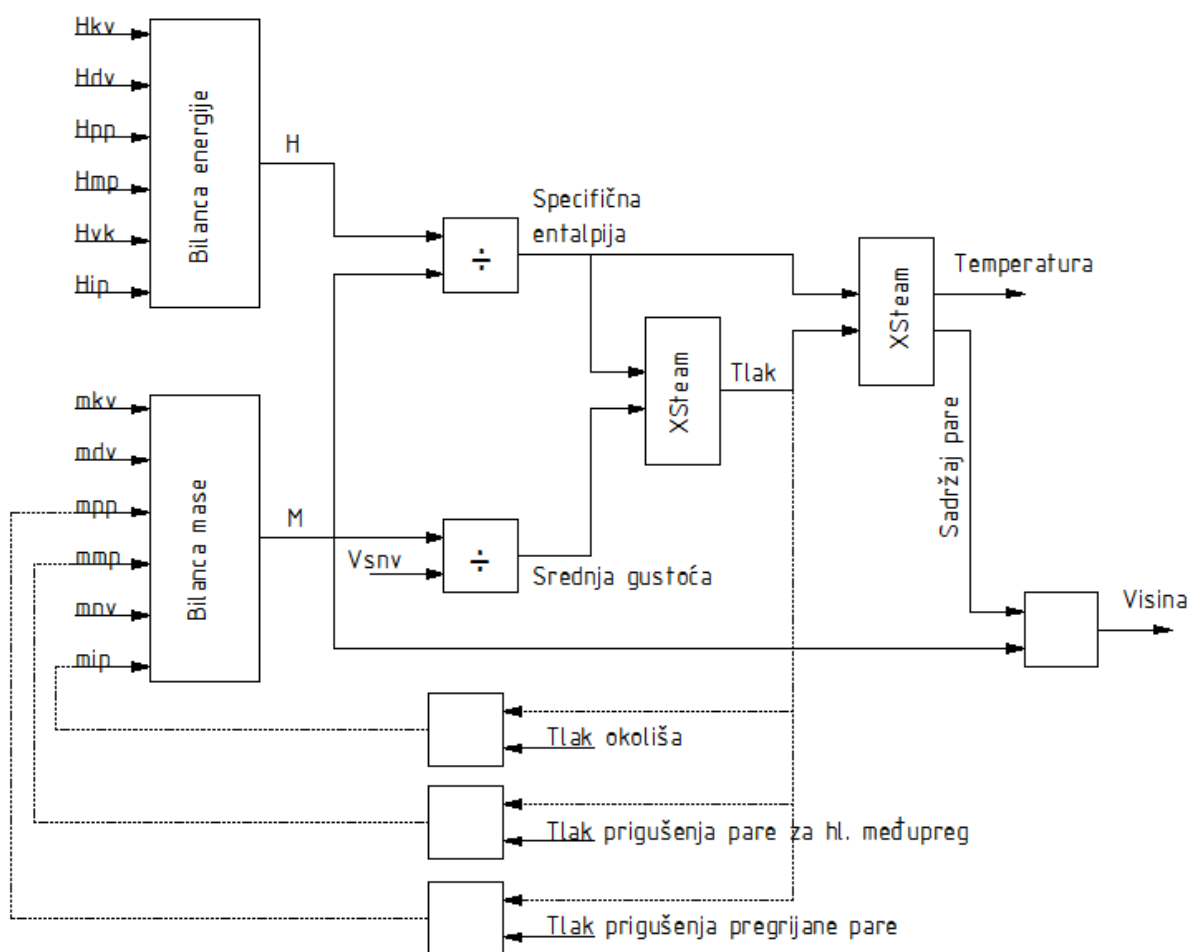 Hkv
Hdv
Hpp
Hmp
Hvk
Hip
Bilanca energije
H
Specifična
entalpija
÷
XSteam
Temperatura
XSteam
Tlak
Sadržaj pare
mkv
mdv
mpp
mmp
mnv
mip
Bilanca mase
M
Vsnv
÷
Srednja gustoća
Visina
Tlak okoliša
Tlak prigušenja pare za hl. međupreg
Tlak prigušenja pregrijane pare